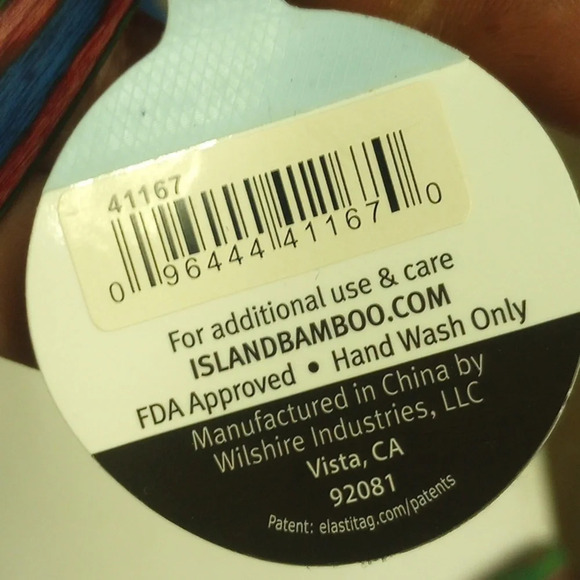 41167
0 96444 41167 0
For additional use & care
ISLANDBAMBOO.COM
FDA Approved • Hand Wash Only
Manufactured in China by
Wilshire Industries, LLC
Vista, CA
92081
Patent: elastitag.com/patents